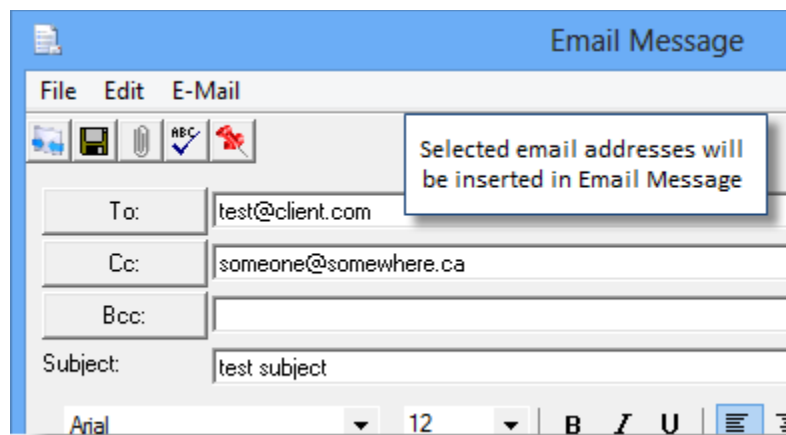 Email Message
File Edit E-Mail
ABC
Selected email addresses will
be inserted in Email Message
To: test@client.com
Cc: someone@somewhere.ca
Bcc:
Subject: test subject
Arial 12 B I U